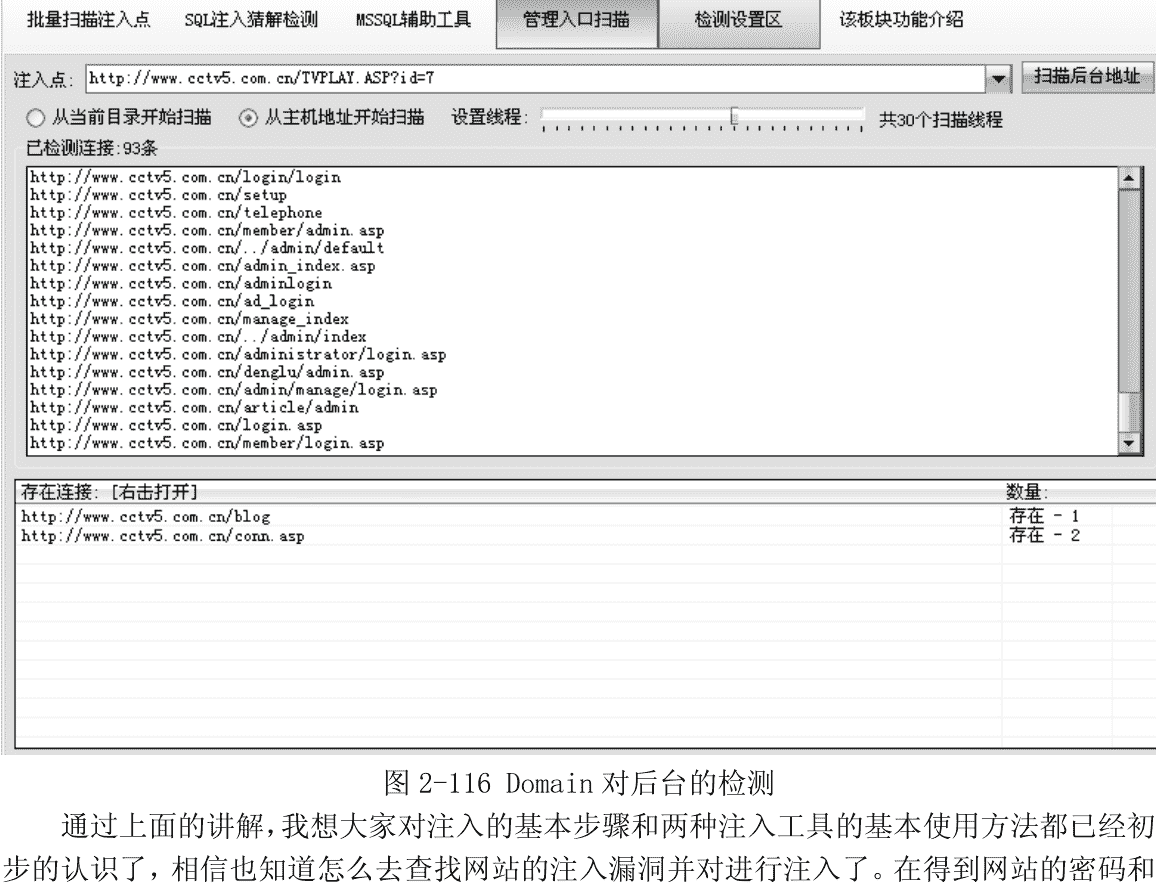 批量扫描注入点 SQL注入猜解检测 MSSQL辅助工具 管理入口扫描 检测设置区 该板块功能介绍
注入点: http://www.cctv5.com.cn/TVPLAY.ASP?id=7 扫描后台地址
从当前目录开始扫描 从主机地址开始扫描 设置线程: 共30个扫描线程
已检测连接:93条
http://www.cctv5.com.cn/login/login
http://www.cctv5.com.cn/setup
http://www.cctv5.com.cn/telephone
http://www.cctv5.com.cn/member/admin.asp
http://www.cctv5.com.cn/../admin/default
http://www.cctv5.com.cn/admin_index.asp
http://www.cctv5.com.cn/adminlogin
http://www.cctv5.com.cn/ad_login
http://www.cctv5.com.cn/manage_index
http://www.cctv5.com.cn/../admin/index
http://www.cctv5.com.cn/administrator/login.asp
http://www.cctv5.com.cn/denglu/admin.asp
http://www.cctv5.com.cn/admin/manage/login.asp
http://www.cctv5.com.cn/article/admin
http://www.cctv5.com.cn/login.asp
http://www.cctv5.com.cn/member/login.asp
存在连接: [右击打开] 数量:
http://www.cctv5.com.cn/blog 存在 - 1
http://www.cctv5.com.cn/conn.asp 存在 - 2
图 2-116 Domain 对后台的检测
通过上面的讲解,我想大家对注入的基本步骤和两种注入工具的基本使用方法都已经初
步的认识了,相信也知道怎么去查找网站的注入漏洞并对进行注入了。在得到网站的密码和